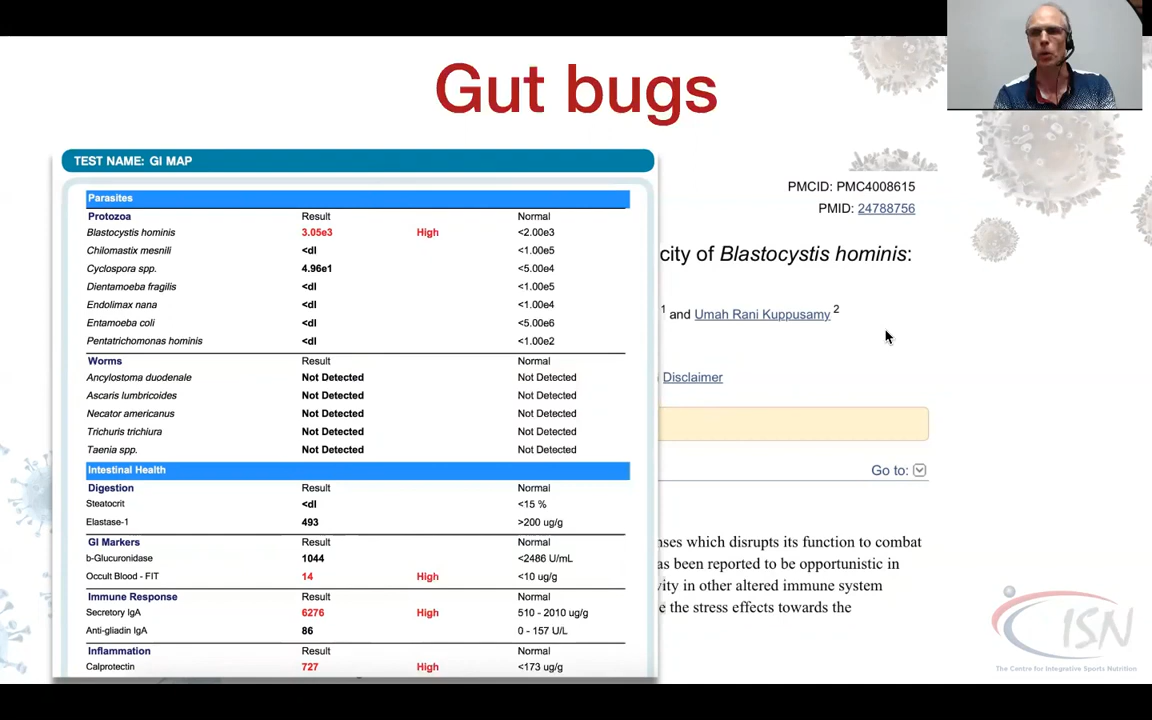 Gut bugs
TEST NAME: GI MAP
Parasites
Protozoa Result Normal
Blastocystis hominis 3.05e3 High <2.00e3
Chilomastix mesnili <dl <1.00e5
Cyclospora spp. 4.96e1 <5.00e4
Dientamoeba fragilis <dl <1.00e5
Endolimax nana <dl <1.00e4
Entamoeba coli <dl <5.00e6
Pentatrichomonas hominis <dl <1.00e2
Worms Result Normal
Ancylostoma duodenale Not Detected Not Detected
Ascaris lumbricoides Not Detected Not Detected
Necator americanus Not Detected Not Detected
Trichuris trichiura Not Detected Not Detected
Taenia spp. Not Detected Not Detected
Intestinal Health
Digestion Result Normal
Steatocrit <dl <15 %
Elastase-1 493 >200 ug/g
GI Markers Result Normal
b-Glucuronidase 1044 <2486 U/mL
Occult Blood - FIT 14 High <10 ug/g
Immune Response Result Normal
Secretory IgA 6276 High 510 - 2010 ug/g
Anti-gliadin IgA 86 0 - 157 U/L
Inflammation Result Normal
Calprotectin 727 High <173 ug/g
PMCID: PMC4008615
PMID: 24788756
city of Blastocystis hominis:
1 and Umah Rani Kuppusamy 2
Disclaimer
Go to:
nses which disrupts its function to combat
as been reported to be opportunistic in
vity in other altered immune system
e the stress effects towards the
ISN
The Centre for Integrative Sports Nutrition